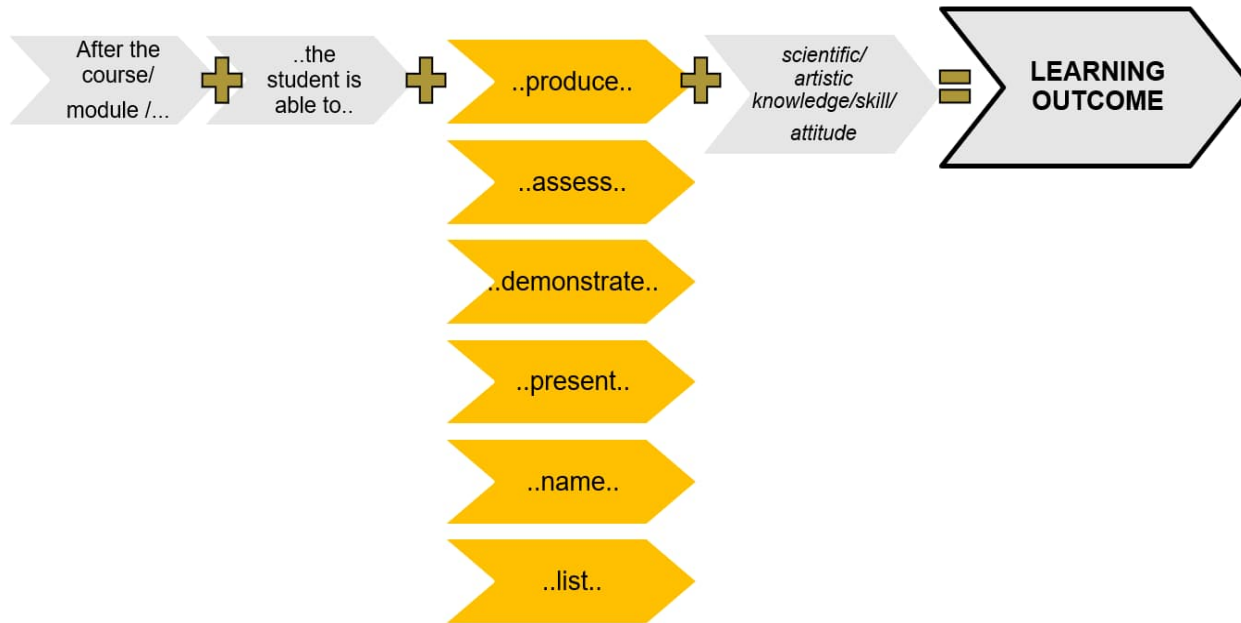 After the
course/
module /...
..the
student is
able to..
..produce..
scientific/
artistic
knowledge/skill/
attitude
LEARNING
OUTCOME
..assess..
..demonstrate..
..present..
..name..
..list..